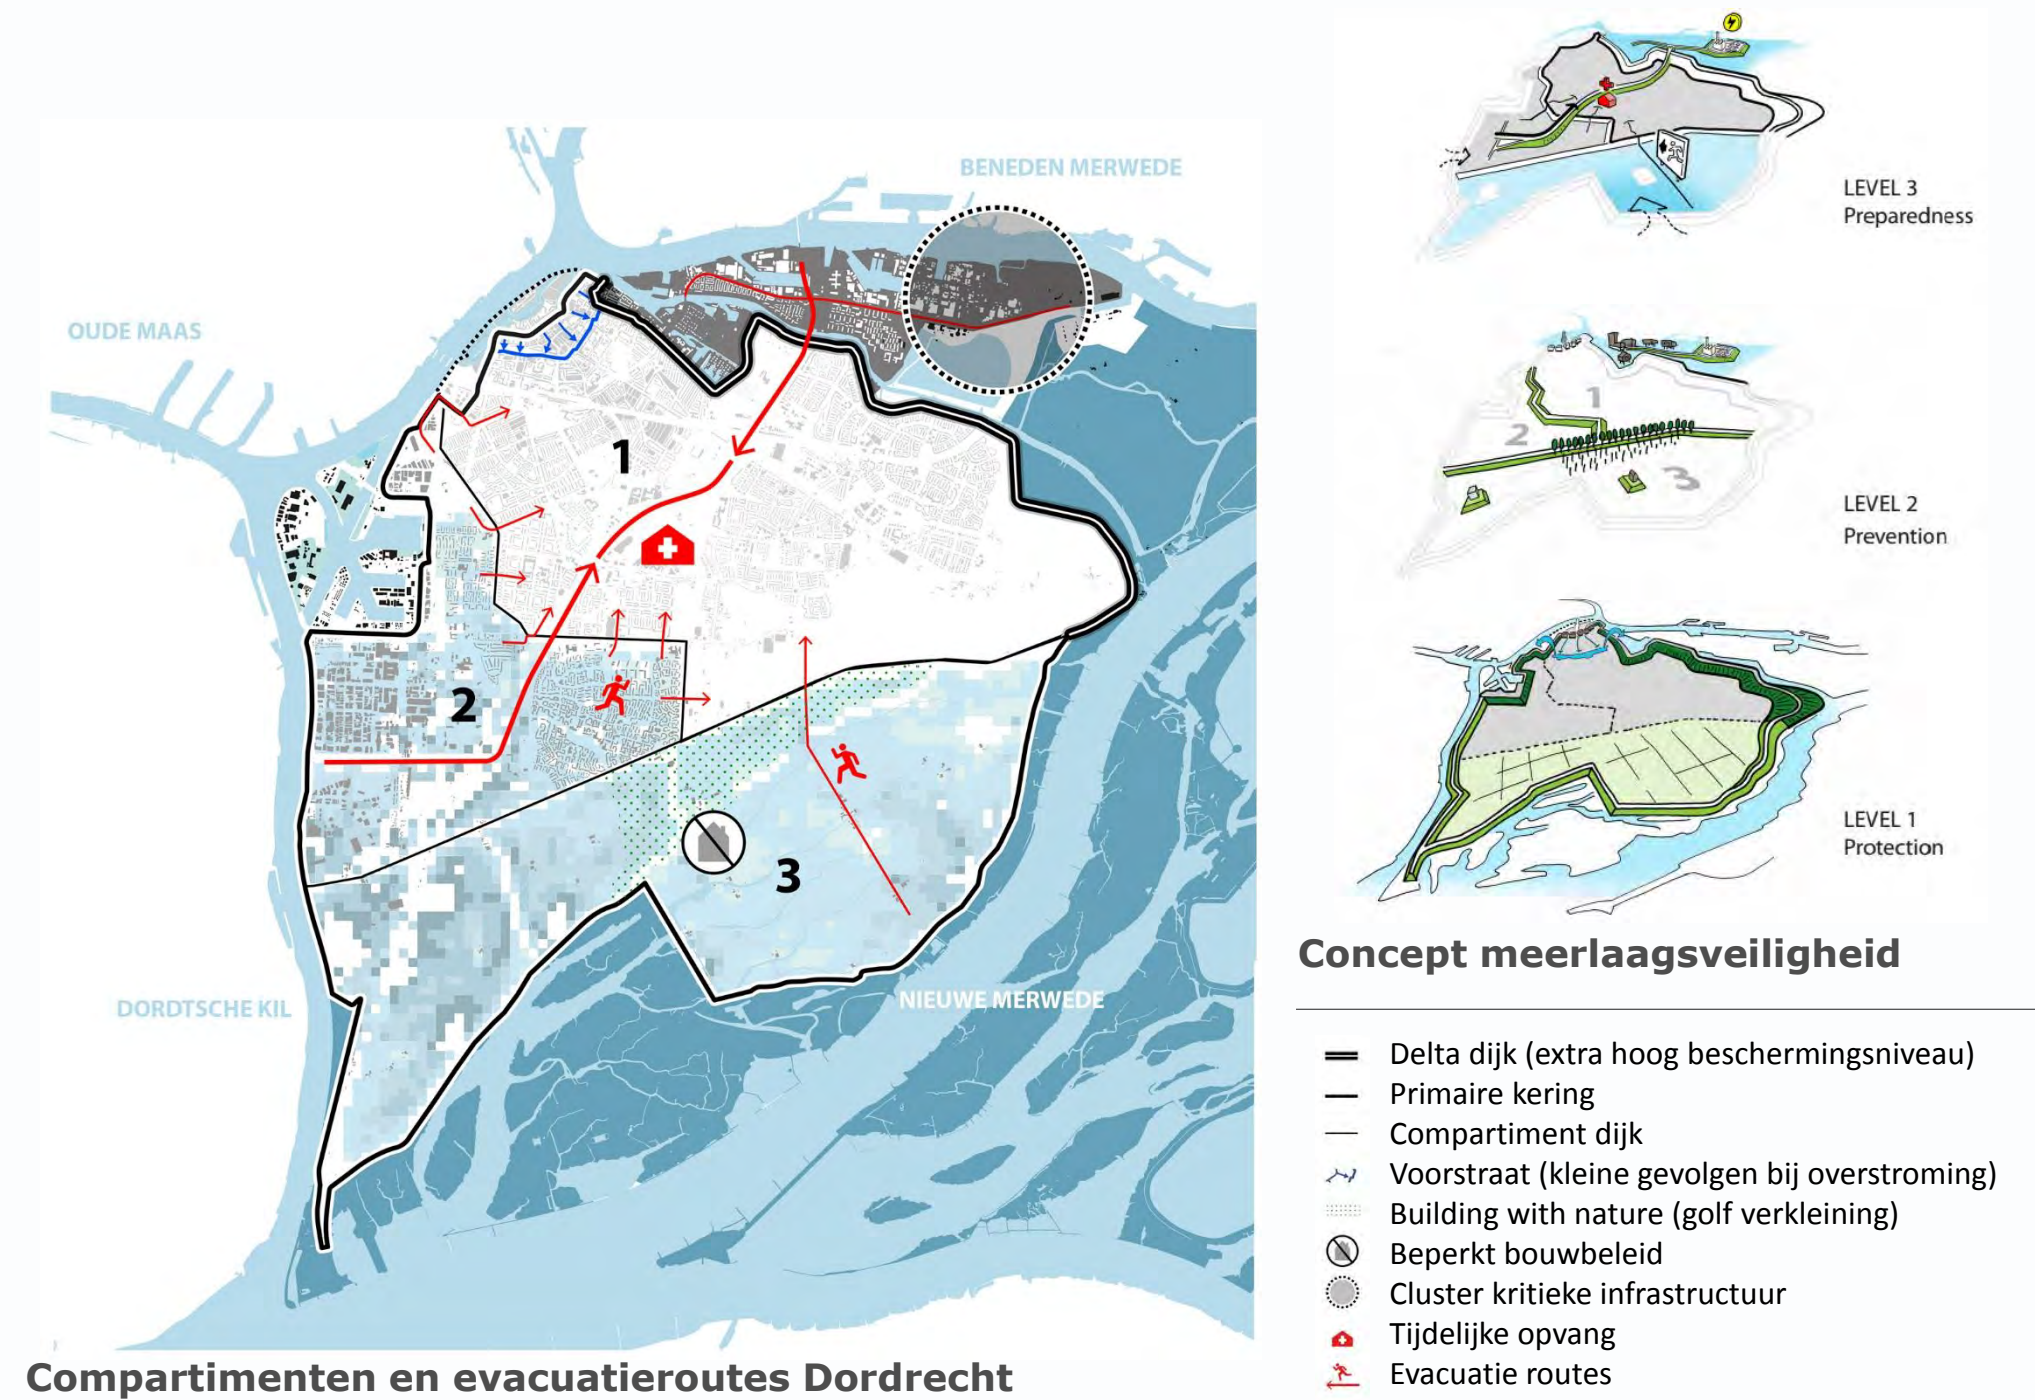 BENEDEN MERWEDE
OUDE MAAS
1
2
3
DORDTSCHE KIL
NIEUWE MERWEDE
Compartimenten en evacuatieroutes Dordrecht
LEVEL 3
Preparedness
1
2
3
LEVEL 2
Prevention
LEVEL 1
Protection
Concept meerlaagsveiligheid
Delta dijk (extra hoog beschermingsniveau)
Primaire kering
Compartiment dijk
Voorstraat (kleine gevolgen bij overstroming)
Building with nature (golf verkleining)
Beperkt bouwbeleid
Cluster kritieke infrastructuur
Tijdelijke opvang
Evacuatie routes